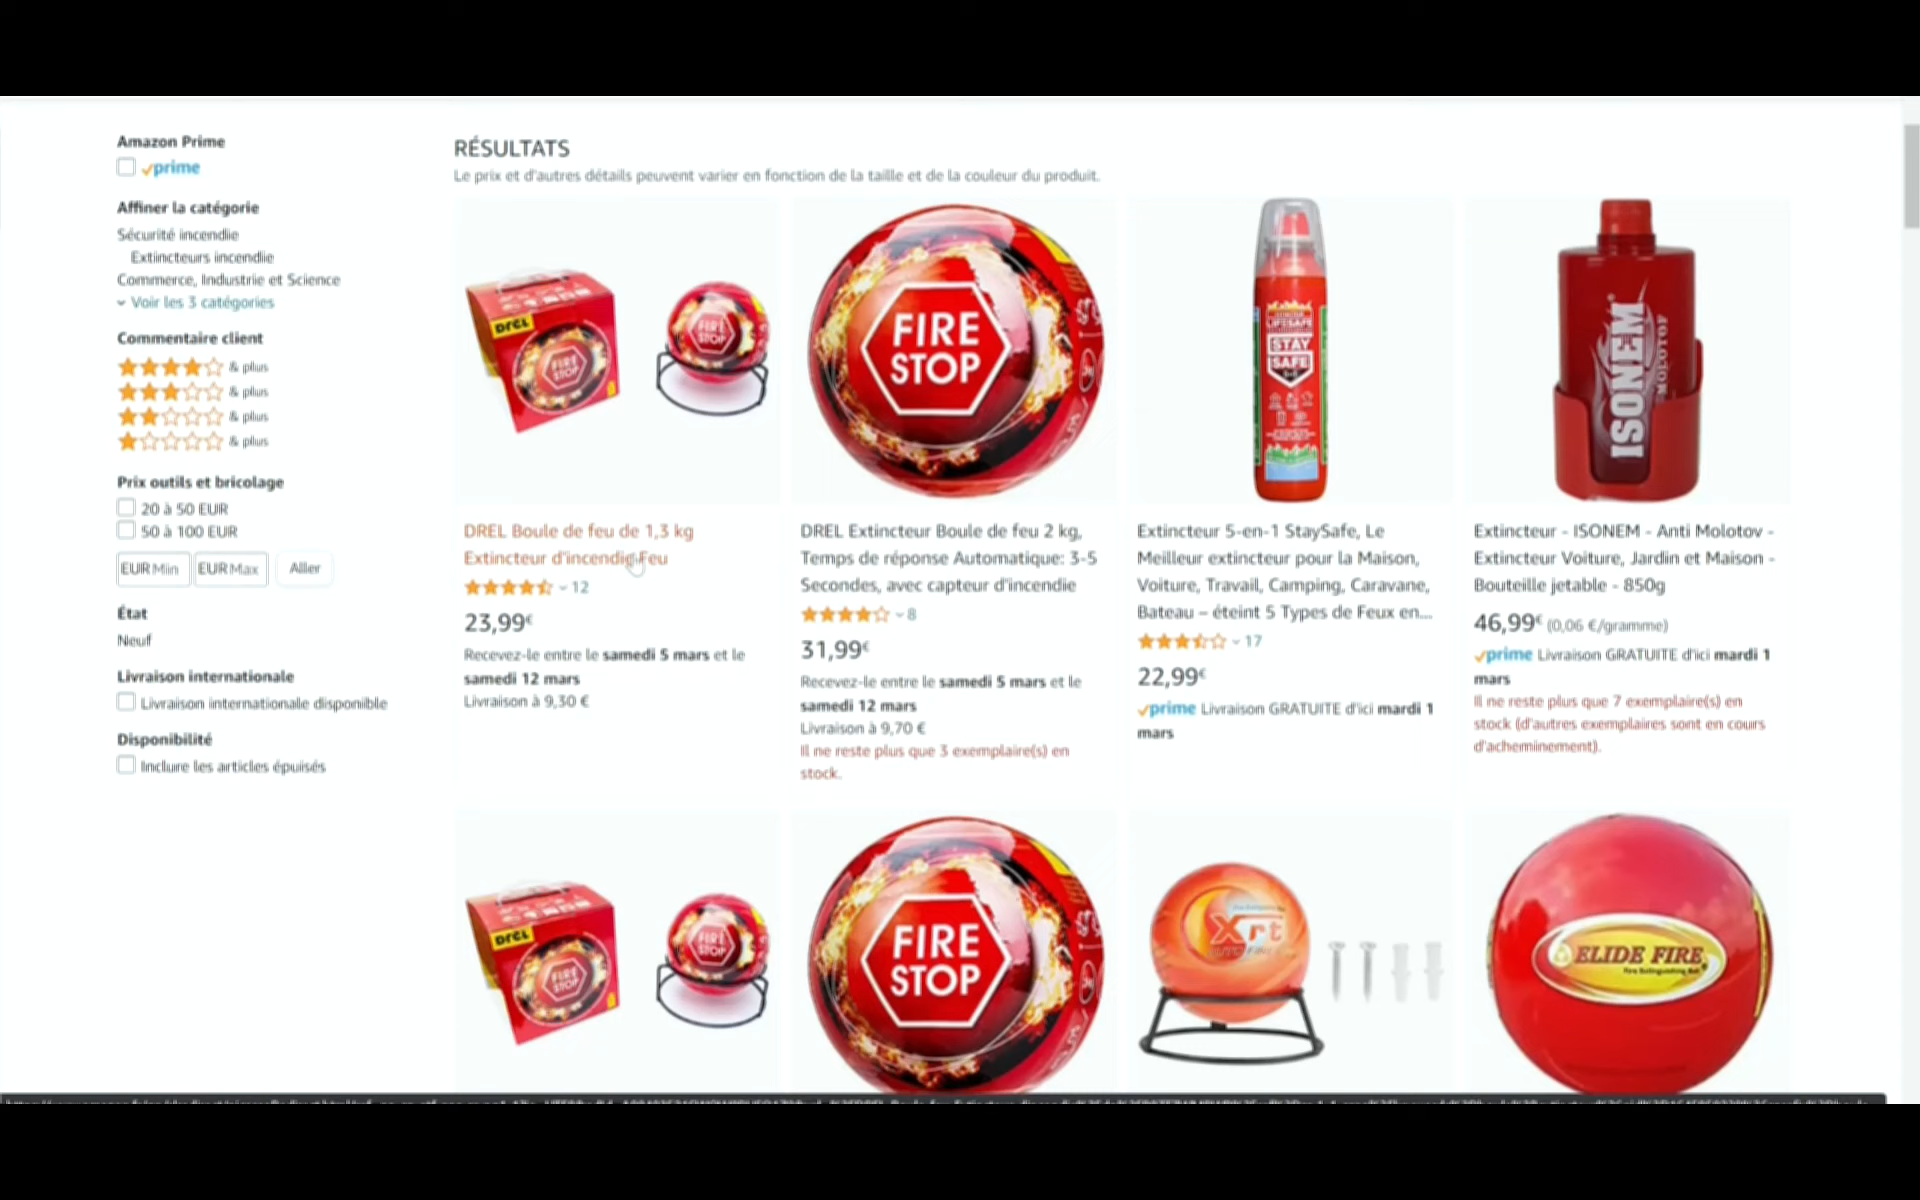 Amazon Prime
prime
Affiner la catégorie
Sécurité incendie
Extincteurs incendie
Commerce, Industrie et Science
Voir les 3 catégories
Commentaire client
& plus
& plus
& plus
& plus
Prix outils et bricolage
20 à 50 EUR
50 à 100 EUR
EUR Min EUR Max Aller
État
Neuf
Livraison internationale
Livraison internationale disponible
Disponibilité
Inclure les articles épuisés
RÉSULTATS
Le prix et d'autres détails peuvent varier en fonction de la taille et de la couleur du produit.
DREL
FIRE
STOP
FIRE
STOP
FIRE
STOP
LIFESAFE
STAY
SAFE
ISONEM
MOLOTOF
DREL Boule de feu de 1,3 kg
Extincteur d'incendie Feu
12
23,99€
Recevez-le entre le samedi 5 mars et le
samedi 12 mars
Livraison à 9,30 €
DREL Extincteur Boule de feu 2 kg,
Temps de réponse Automatique: 3-5
Secondes, avec capteur d'incendie
8
31,99€
Recevez-le entre le samedi 5 mars et le
samedi 12 mars
Livraison à 9,70 €
Il ne reste plus que 3 exemplaire(s) en
stock.
Extincteur 5-en-1 StaySafe, Le
Meilleur extincteur pour la Maison,
Voiture, Travail, Camping, Caravane,
Bateau – éteint 5 Types de Feux en...
17
22,99€
prime Livraison GRATUITE d'ici mardi 1
mars
Extincteur - ISONEM - Anti Molotov -
Extincteur Voiture, Jardin et Maison -
Bouteille jetable - 850g
46,99€ (0,06 €/gramme)
prime Livraison GRATUITE d'ici mardi 1
mars
Il ne reste plus que 7 exemplaire(s) en
stock (d'autres exemplaires sont en cours
d'acheminement).
DREL
FIRE
STOP
FIRE
STOP
FIRE
STOP
Xrt
ELIDE FIRE
Fire Extinguishing Ball